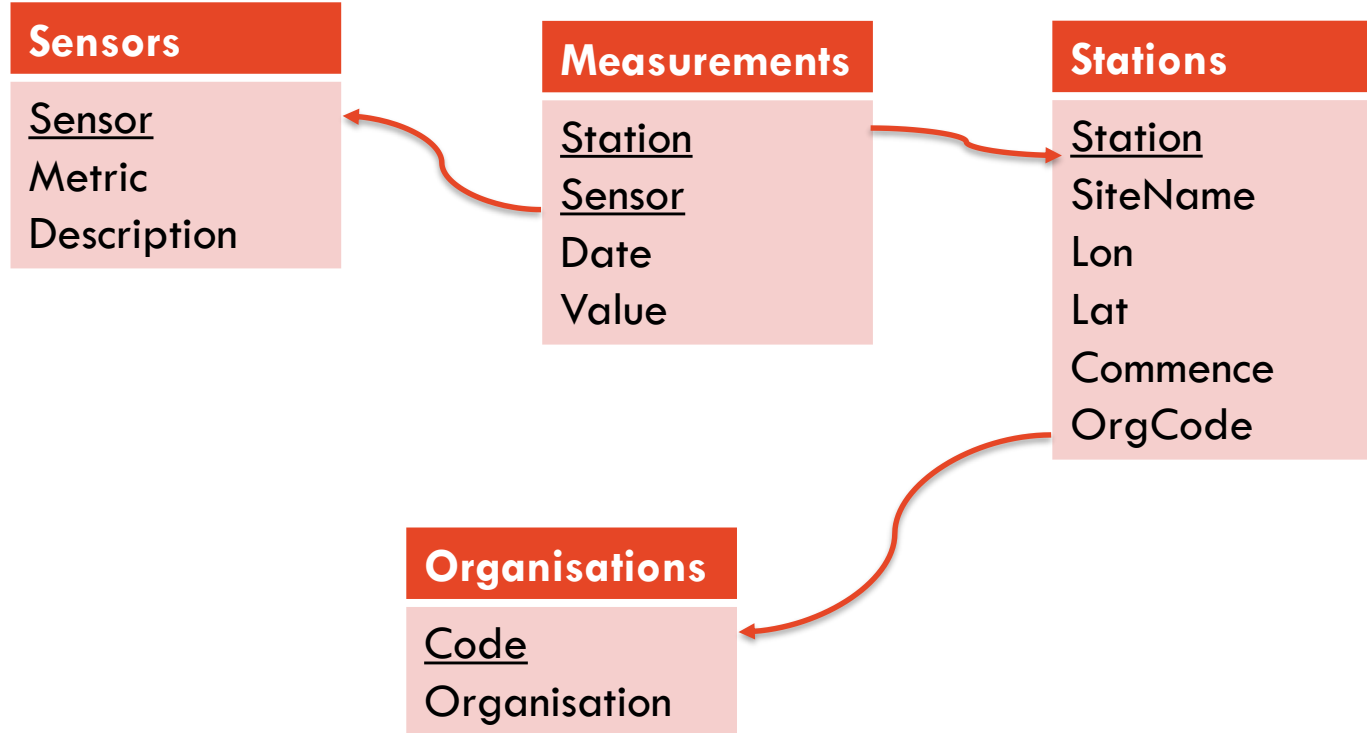 Sensors
Sensor
Metric
Description
Measurements
Station
Sensor
Date
Value
Stations
Station
SiteName
Lon
Lat
Commence
OrgCode
Organisations
Code
Organisation